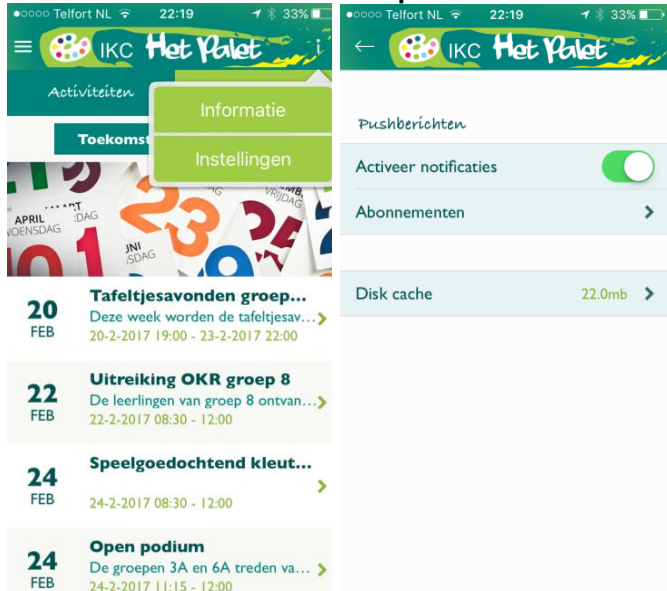 Telfort NL 22:19 33%
IKC Het Palet
Activiteiten
Informatie
Toekomst
Instellingen
APRIL
WOENSDAG
VRIJDAG
20 FEB
Tafeltjesavonden groep...
Deze week worden de tafeltjesav...
20-2-2017 19:00 - 23-2-2017 22:00
22 FEB
Uitreiking OKR groep 8
De leerlingen van groep 8 ontvan...
22-2-2017 08:30 - 12:00
24 FEB
Speelgoedochtend kleut...
24-2-2017 08:30 - 12:00
24 FEB
Open podium
De groepen 3A en 6A treden va...
24-2-2017 11:15 - 12:00
Telfort NL 22:19 33%
IKC Het Palet
Pushberichten
Activeer notificaties
Abonnementen
Disk cache 22.0mb